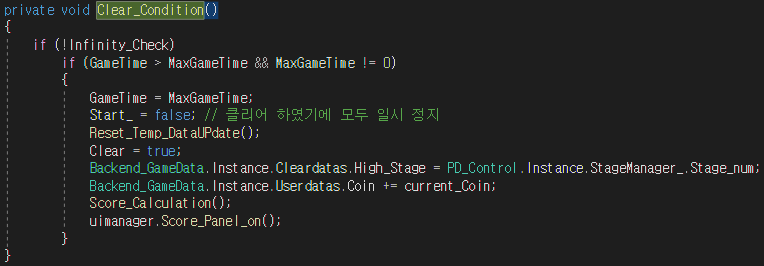 private void Clear_Condition()
{
if (!Infinity_Check)
if (GameTime > MaxGameTime && MaxGameTime != 0)
{
GameTime = MaxGameTime;
Start_ = false; // 클리어 하였기에 모두 일시 정지
Reset_Temp_DataUPdate();
Clear = true;
Backend_GameData.Instance.Cleardatas.High_Stage = PD_Control.Instance.StageManager_.Stage_num;
Backend_GameData.Instance.Userdatas.Coin += current_Coin;
Score_Calculation();
uimanager.Score_Panel_on();
}
}